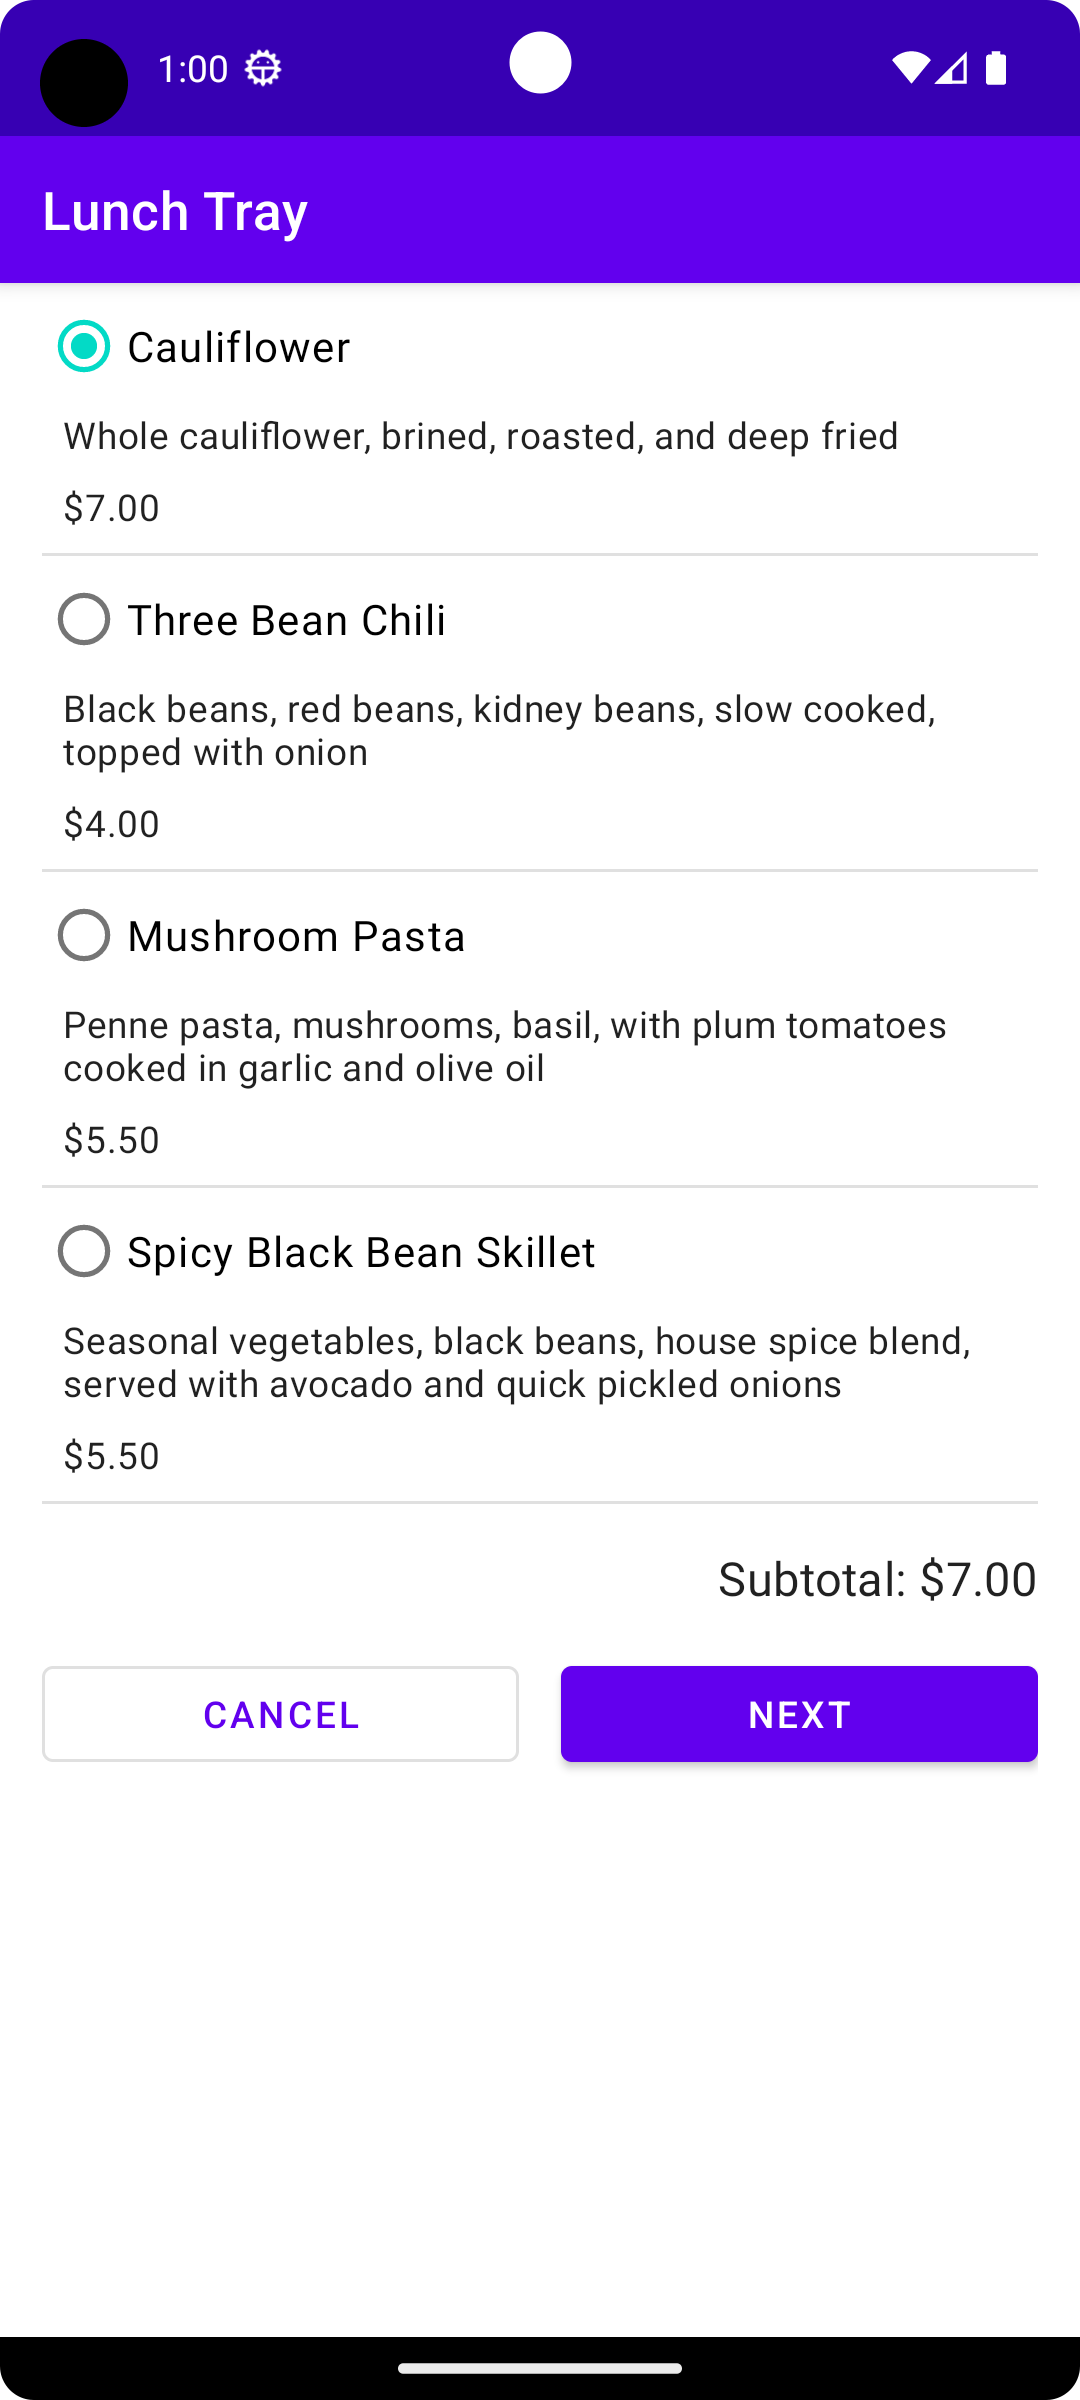 1:00
Lunch Tray
Cauliflower
Whole cauliflower, brined, roasted, and deep fried
$7.00
Three Bean Chili
Black beans, red beans, kidney beans, slow cooked,
topped with onion
$4.00
Mushroom Pasta
Penne pasta, mushrooms, basil, with plum tomatoes
cooked in garlic and olive oil
$5.50
Spicy Black Bean Skillet
Seasonal vegetables, black beans, house spice blend,
served with avocado and quick pickled onions
$5.50
Subtotal: $7.00
CANCEL NEXT